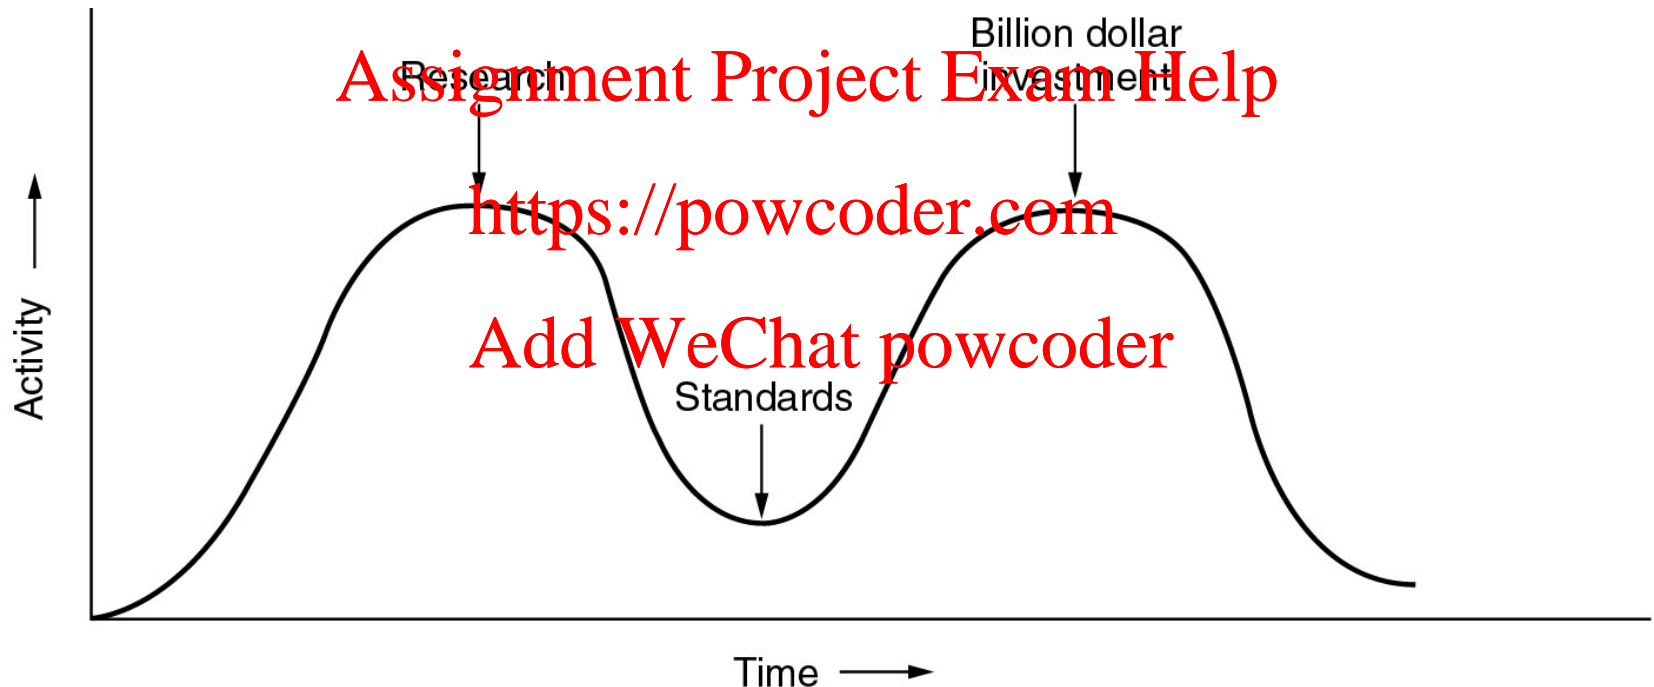 Billion dollar
Research
investment
Assignment Project Exam Help
https://powcoder.com
Add WeChat powcoder
Standards
Activity
Time